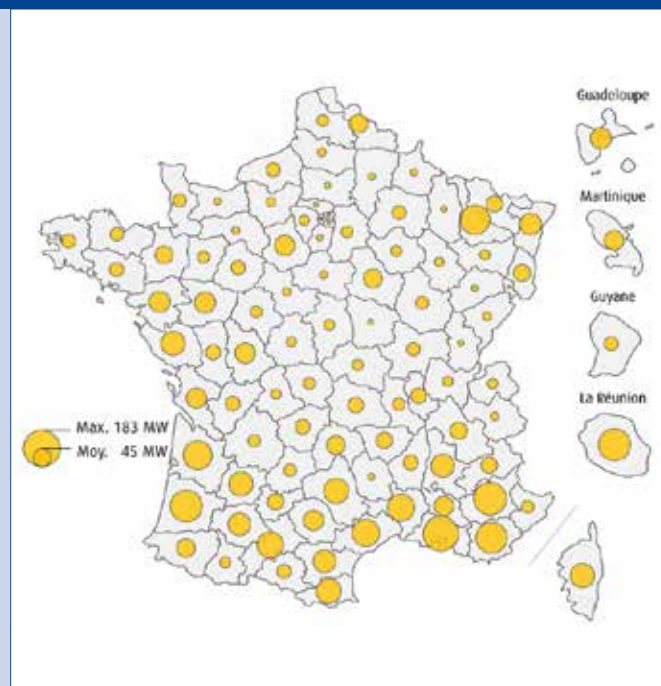 Guadeloupe
Martinique
Guyane
La Réunion
Max. 183 MW
Moy. 45 MW